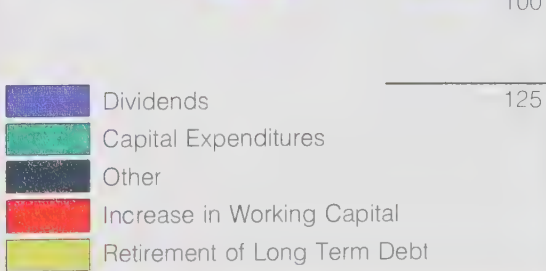 100
125
Dividends
Capital Expenditures
Other
Increase in Working Capital
Retirement of Long Term Debt